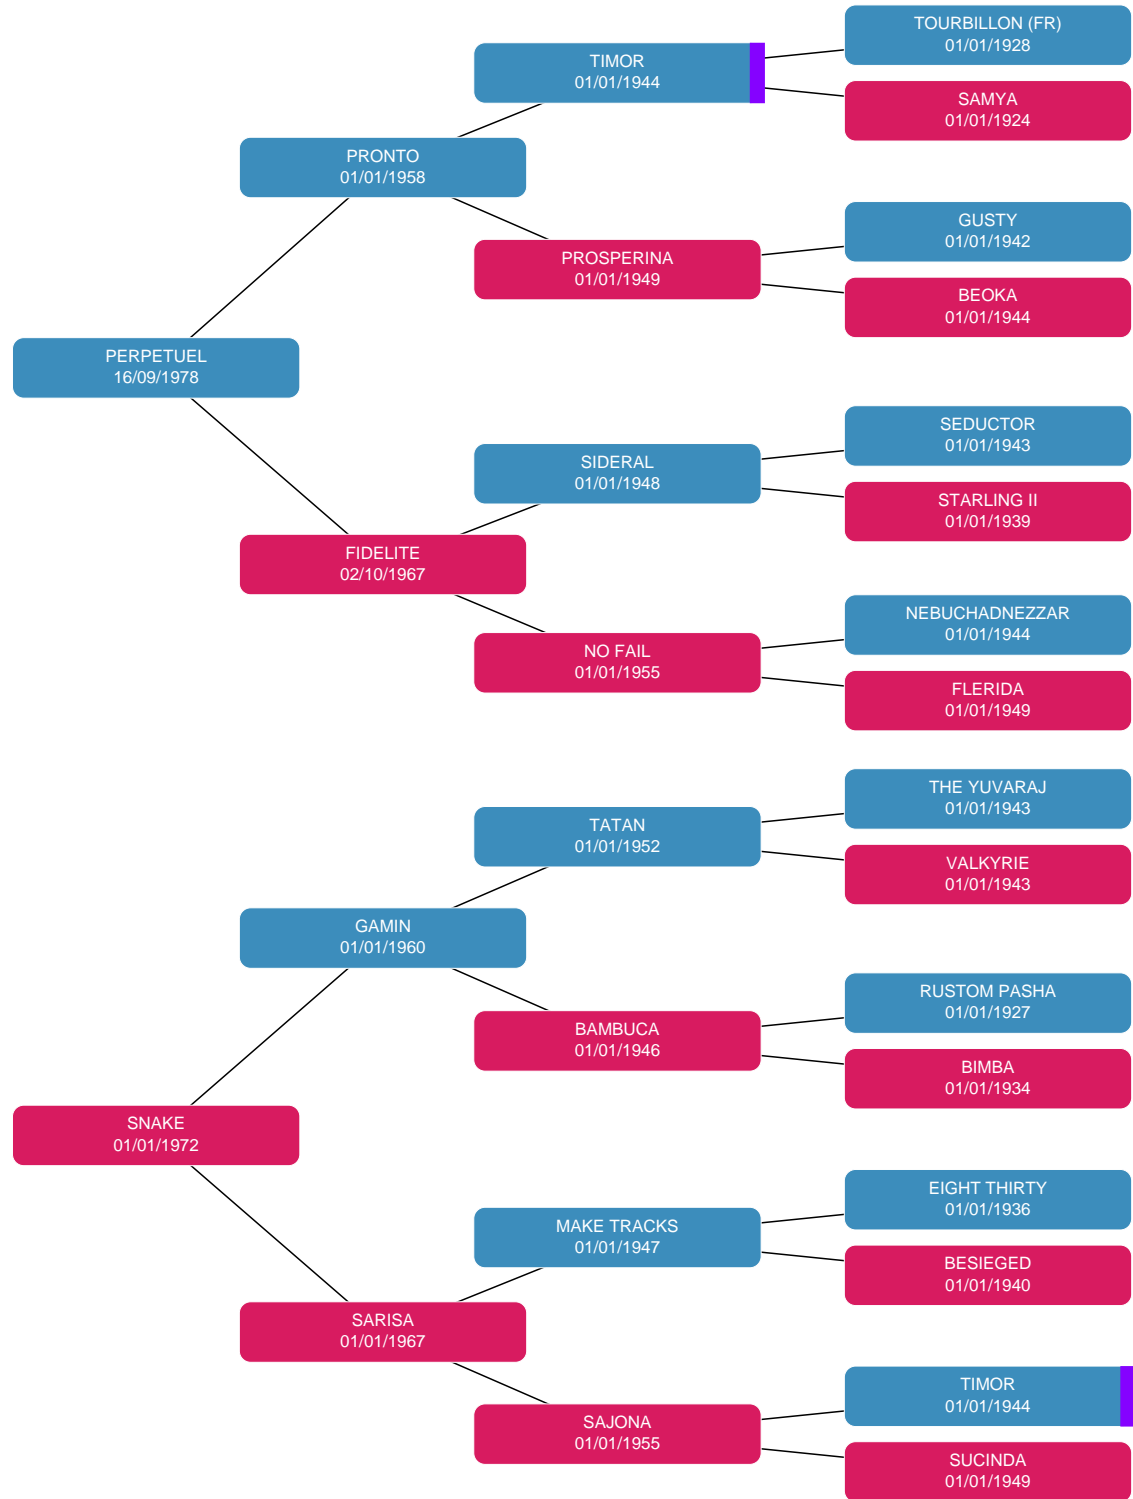 TOURBILLON (FR)
01/01/1928
TIMOR
01/01/1944
SAMYA
01/01/1924
PRONTO
01/01/1958
GUSTY
01/01/1942
PROSPERINA
01/01/1949
BEOKA
01/01/1944
PERPETUEL
16/09/1978
SEDUCTOR
01/01/1943
SIDERAL
01/01/1948
STARLING II
01/01/1939
FIDELITE
02/10/1967
NEBUCHADNEZZAR
01/01/1944
NO FAIL
01/01/1955
FLERIDA
01/01/1949
THE YUVARAJ
01/01/1943
TATAN
01/01/1952
VALKYRIE
01/01/1943
GAMIN
01/01/1960
RUSTOM PASHA
01/01/1927
BAMBUCA
01/01/1946
BIMBA
01/01/1934
SNAKE
01/01/1972
EIGHT THIRTY
01/01/1936
MAKE TRACKS
01/01/1947
BESIEGED
01/01/1940
SARISA
01/01/1967
TIMOR
01/01/1944
SAJONA
01/01/1955
SUCINDA
01/01/1949